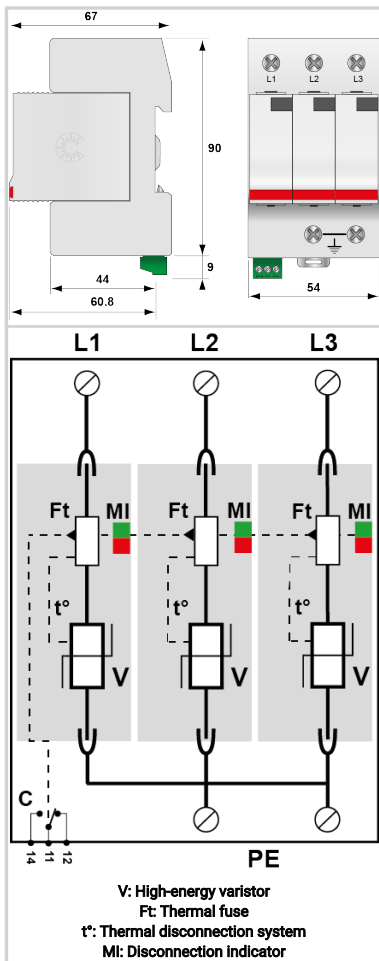 67
L1 L2 L3
90
9
44
60.8
54
L1 L2 L3
Ft MI Ft MI Ft MI
t° t° t°
V V V
C
14 11 12
PE
V: High-energy varistor
Ft: Thermal fuse
t°: Thermal disconnection system
MI: Disconnection indicator